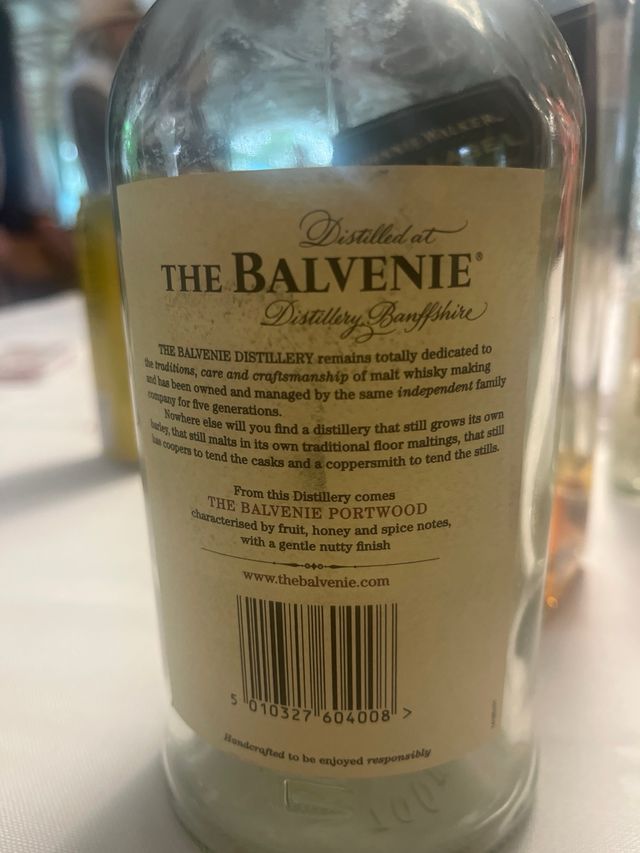 WALKER
Distilled at
THE BALVENIE®
Distillery, Banffshire
THE BALVENIE DISTILLERY remains totally dedicated to
the traditions, care and craftsmanship of malt whisky making
and has been owned and managed by the same independent family
company for five generations.
Nowhere else will you find a distillery that still grows its own
barley, that still malts in its own traditional floor maltings, that still
has coopers to tend the casks and a coppersmith to tend the stills.
From this Distillery comes
THE BALVENIE PORTWOOD
characterised by fruit, honey and spice notes,
with a gentle nutty finish
www.thebalvenie.com
5 010327 604008 >
Handcrafted to be enjoyed responsibly